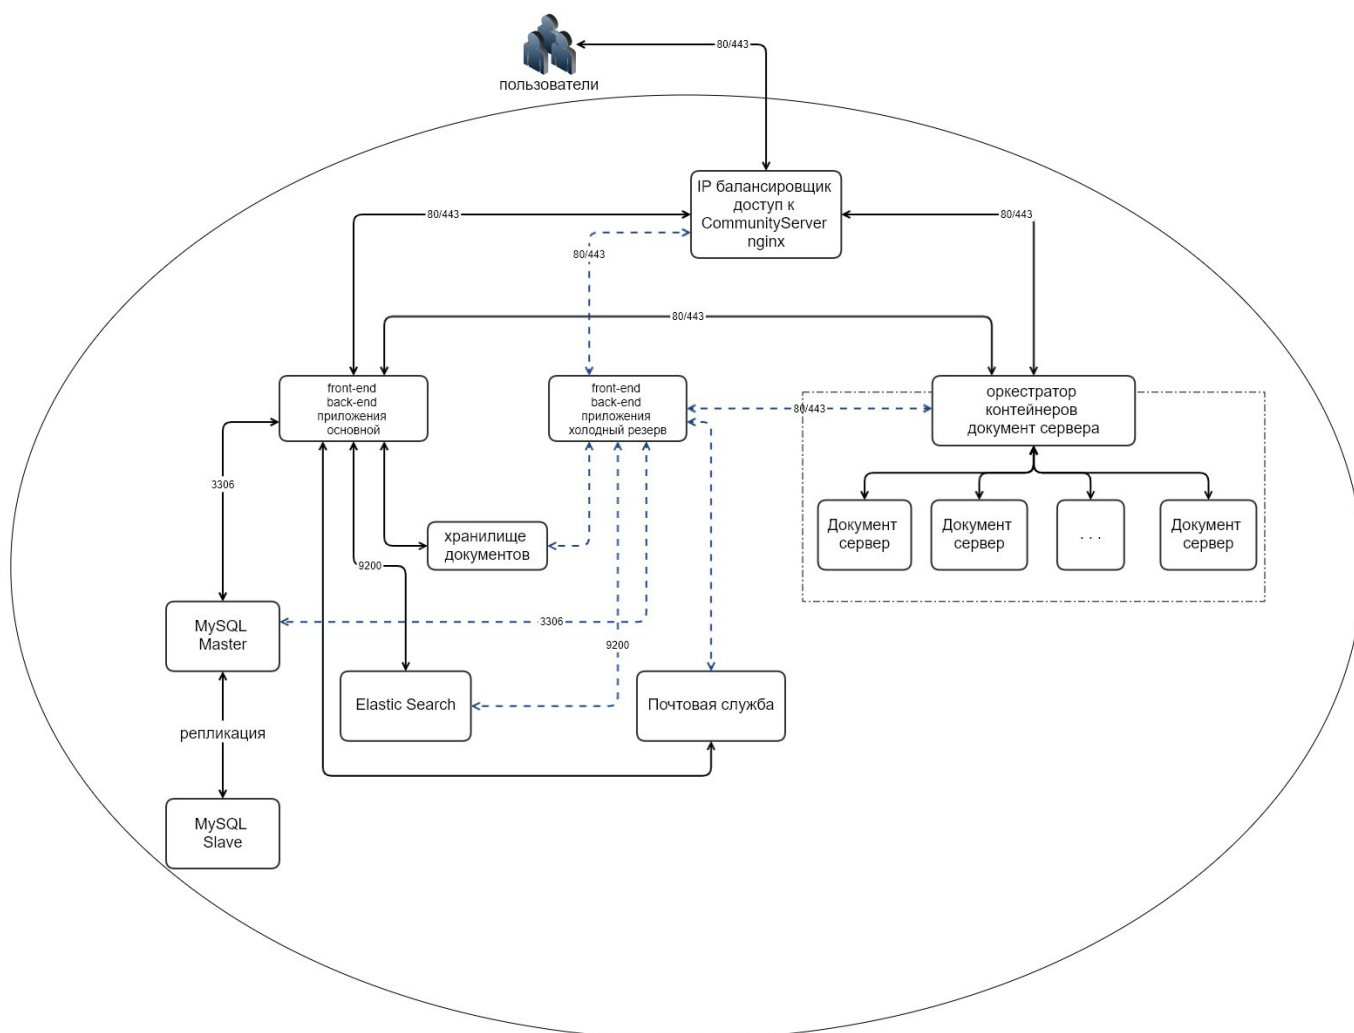 80/443
пользователи
IP балансировщик
доступ к
CommunityServer
nginx
80/443
80/443
80/443
80/443
front-end
back-end
приложения
основной
front-end
back-end
приложения
холодный резерв
80/443
оркестратор
контейнеров
документ сервера
3306
хранилище
документов
9200
Документ
сервер
Документ
сервер
. . .
Документ
сервер
MySQL
Master
3306
9200
Elastic Search
Почтовая служба
репликация
MySQL
Slave